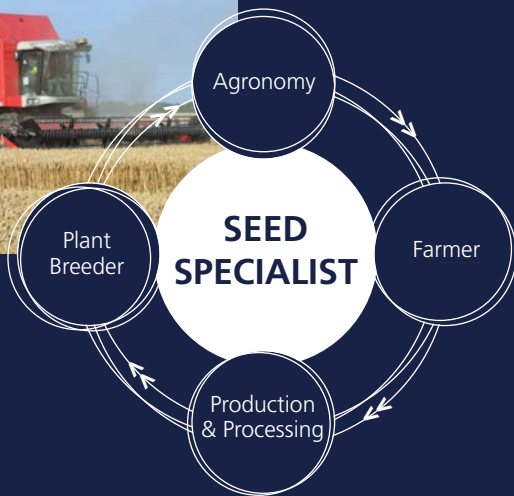 Agronomy
Plant
Breeder
SEED
SPECIALIST
Farmer
Production
& Processing